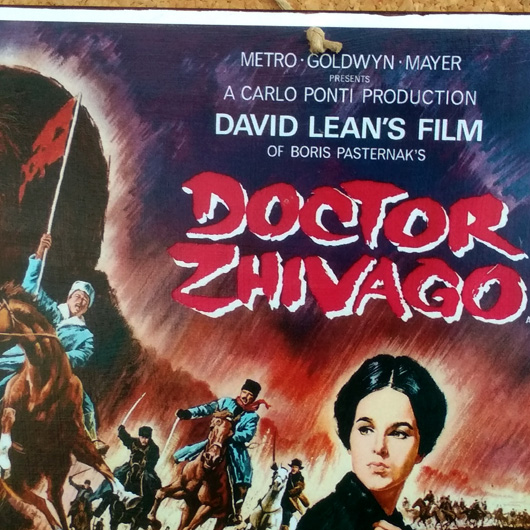 METRO · GOLDWYN · MAYER
PRESENTS
A CARLO PONTI PRODUCTION
DAVID LEAN'S FILM
OF BORIS PASTERNAK'S
DOCTOR
ZHIVAGO